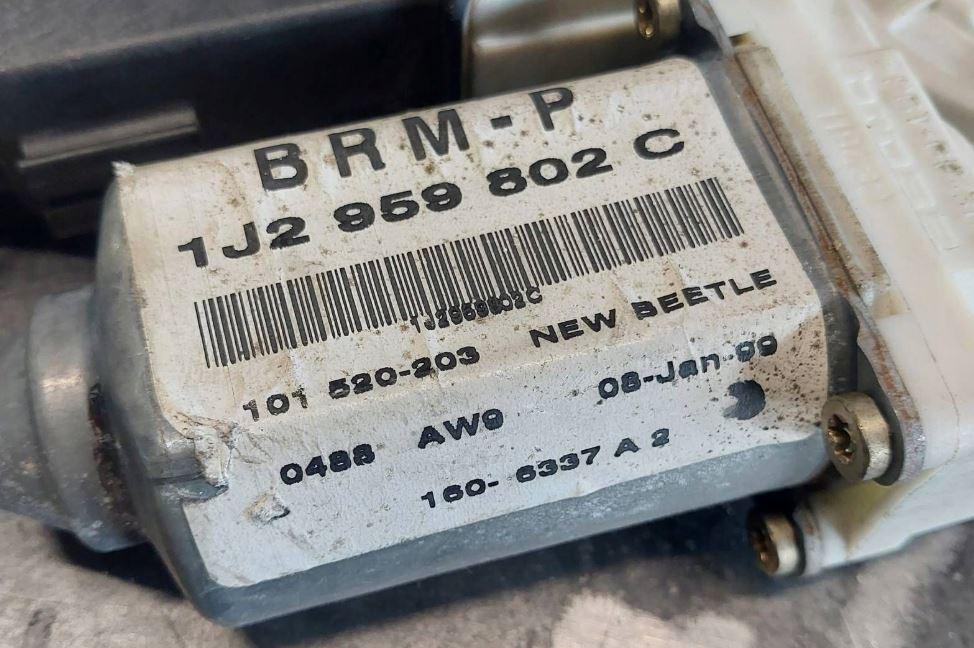 BRM-P
1J2 959 802 C
1J2959802C
101 520-203 NEW BEETLE
0488 AW9 08-Jan-99
160- 6337 A 2